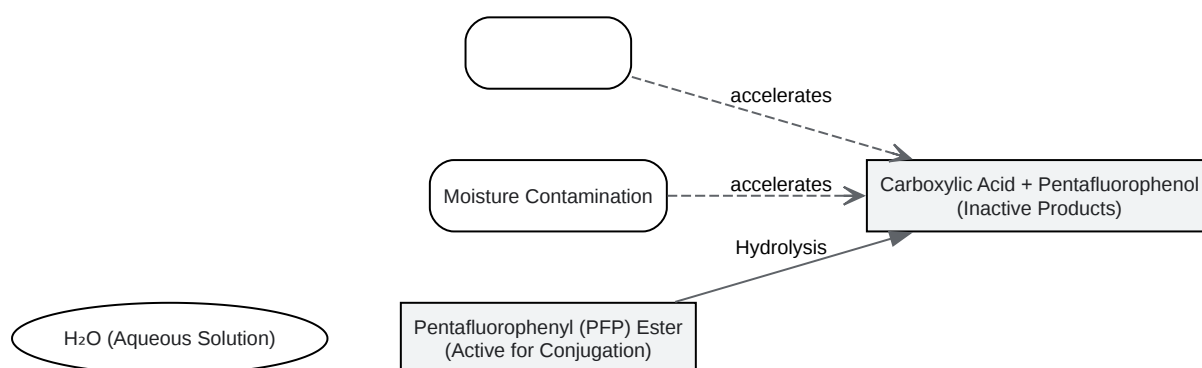 accelerates
Moisture Contamination
accelerates
Carboxylic Acid + Pentafluorophenol
(Inactive Products)
Hydrolysis
H₂O (Aqueous Solution)
Pentafluorophenyl (PFP) Ester
(Active for Conjugation)